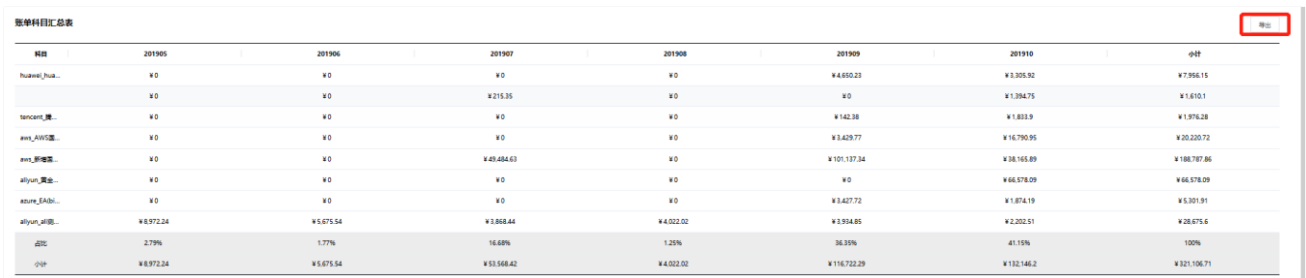 账单科目汇总表
导出
科目 201905 201906 201907 201908 201909 201910 小计
huawei_hua... ¥0 ¥0 ¥0 ¥0 ¥4,650.23 ¥3,305.92 ¥7,956.15
¥0 ¥0 ¥215.35 ¥0 ¥0 ¥1,394.75 ¥1,610.1
tencent_... ¥0 ¥0 ¥0 ¥0 ¥142.38 ¥1,833.9 ¥1,976.28
aws_AWS国... ¥0 ¥0 ¥0 ¥0 ¥3,429.77 ¥16,790.95 ¥20,220.72
aws_新增国... ¥0 ¥0 ¥49,484.63 ¥0 ¥101,137.34 ¥38,165.89 ¥188,787.86
aliyun_黄金... ¥0 ¥0 ¥0 ¥0 ¥0 ¥66,578.09 ¥66,578.09
azure_EA(bi... ¥0 ¥0 ¥0 ¥0 ¥3,427.72 ¥1,874.19 ¥5,301.91
aliyun_ali... ¥8,972.24 ¥5,675.54 ¥3,868.44 ¥4,022.02 ¥3,934.85 ¥2,202.51 ¥28,675.6
占比 2.79% 1.77% 16.68% 1.25% 36.35% 41.15% 100%
小计 ¥8,972.24 ¥5,675.54 ¥53,568.42 ¥4,022.02 ¥116,722.29 ¥132,146.2 ¥321,106.71